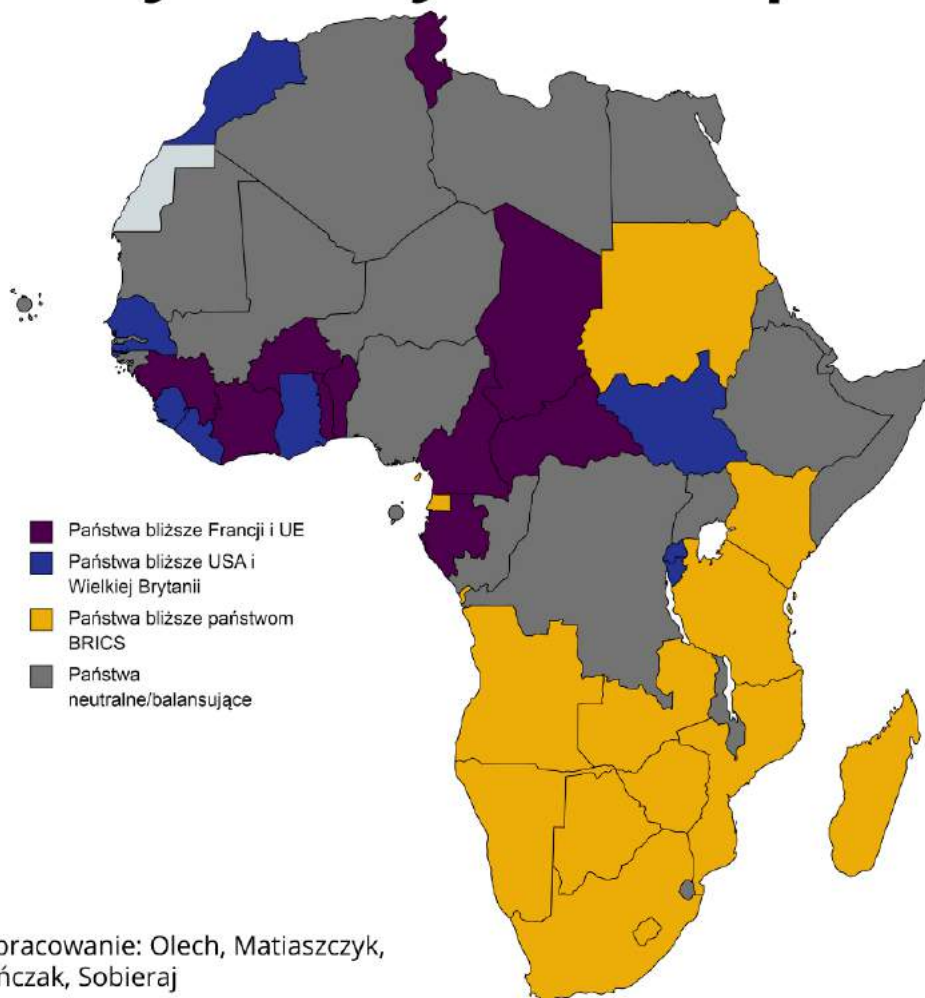 Państwa bliższe Francji i UE
Państwa bliższe USA i
Wielkiej Brytanii
Państwa bliższe państwom
BRICS
Państwa
neutralne/balansujące
pracowanie: Olech, Matiaszczyk,
ńczak, Sobieraj